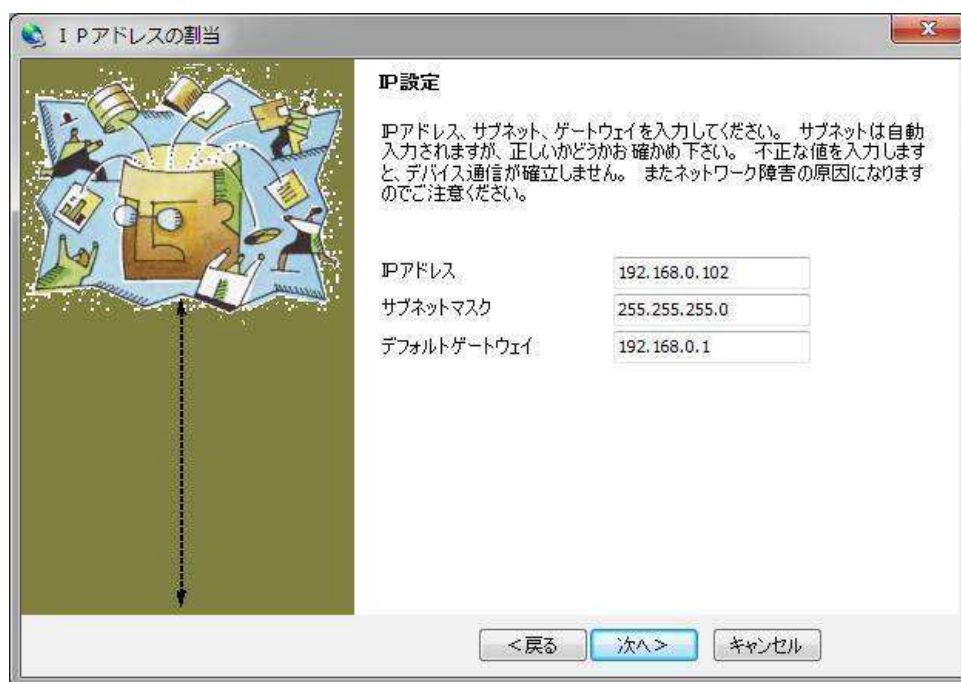 ＩＰアドレスの割当
IP設定
IPアドレス、サブネット、ゲートウェイを入力してください。 サブネットは自動
入力されますが、正しいかどうかお確かめ下さい。 不正な値を入力します
と、デバイス通信が確立しません。 またネットワーク障害の原因になります
のでご注意ください。
IPアドレス 192.168.0.102
サブネットマスク 255.255.255.0
デフォルトゲートウェイ 192.168.0.1
<戻る 次へ> キャンセル